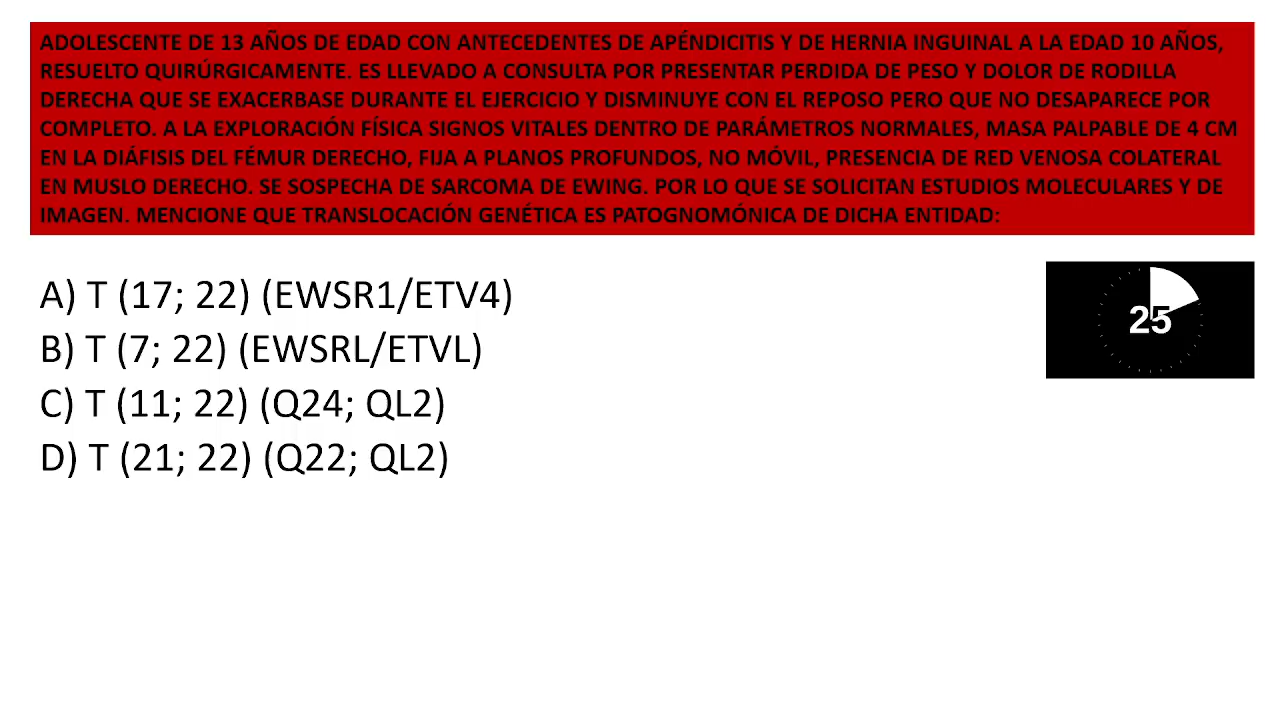 ADOLESCENTE DE 13 AÑOS DE EDAD CON ANTECEDENTES DE APÉNDICITIS Y DE HERNIA INGUINAL A LA EDAD 10 AÑOS,
RESUELTO QUIRÚRGICAMENTE. ES LLEVADO A CONSULTA POR PRESENTAR PERDIDA DE PESO Y DOLOR DE RODILLA
DERECHA QUE SE EXACERBASE DURANTE EL EJERCICIO Y DISMINUYE CON EL REPOSO PERO QUE NO DESAPARECE POR
COMPLETO. A LA EXPLORACIÓN FÍSICA SIGNOS VITALES DENTRO DE PARÁMETROS NORMALES, MASA PALPABLE DE 4 CM
EN LA DIÁFISIS DEL FÉMUR DERECHO, FIJA A PLANOS PROFUNDOS, NO MÓVIL, PRESENCIA DE RED VENOSA COLATERAL
EN MUSLO DERECHO. SE SOSPECHA DE SARCOMA DE EWING. POR LO QUE SE SOLICITAN ESTUDIOS MOLECULARES Y DE
IMAGEN. MENCIONE QUE TRANSLOCACIÓN GENÉTICA ES PATOGNOMÓNICA DE DICHA ENTIDAD:
A) T (17; 22) (EWSR1/ETV4)
B) T (7; 22) (EWSRL/ETVL)
C) T (11; 22) (Q24; QL2)
D) T (21; 22) (Q22; QL2)
25